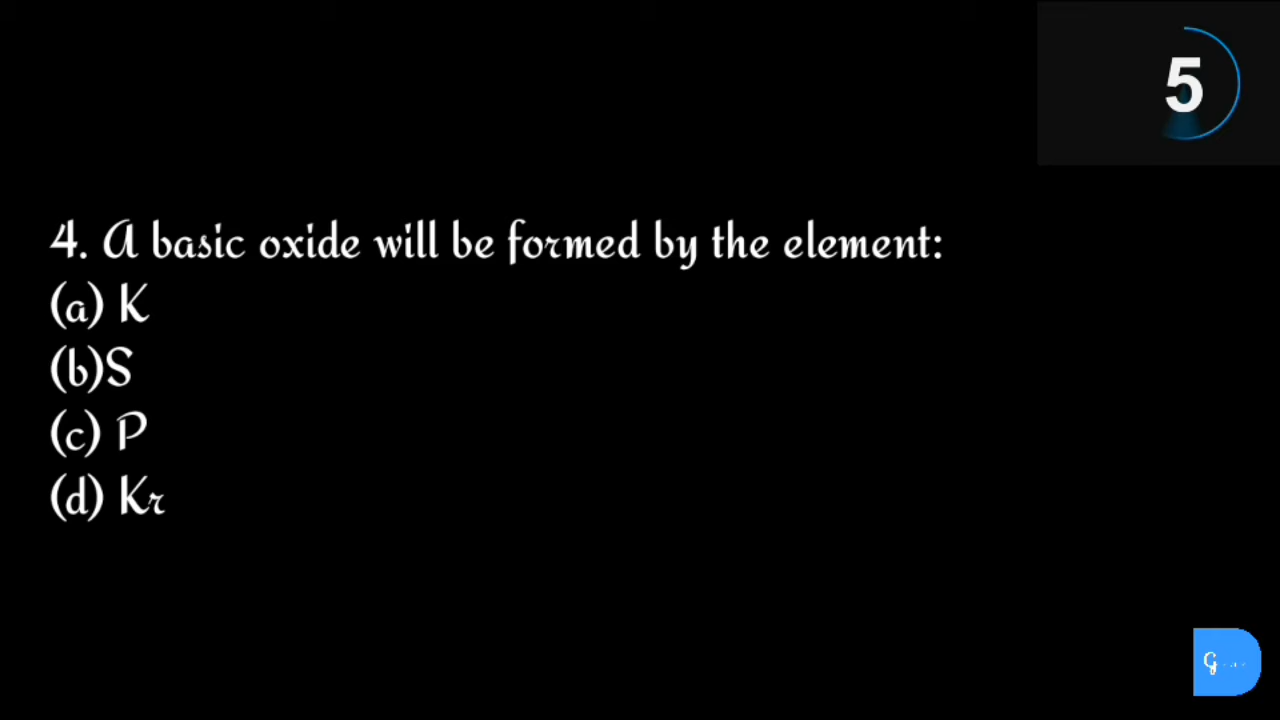 5
4. A basic oxide will be formed by the element:
(a) K
(b)S
(c) P
(d) Kr